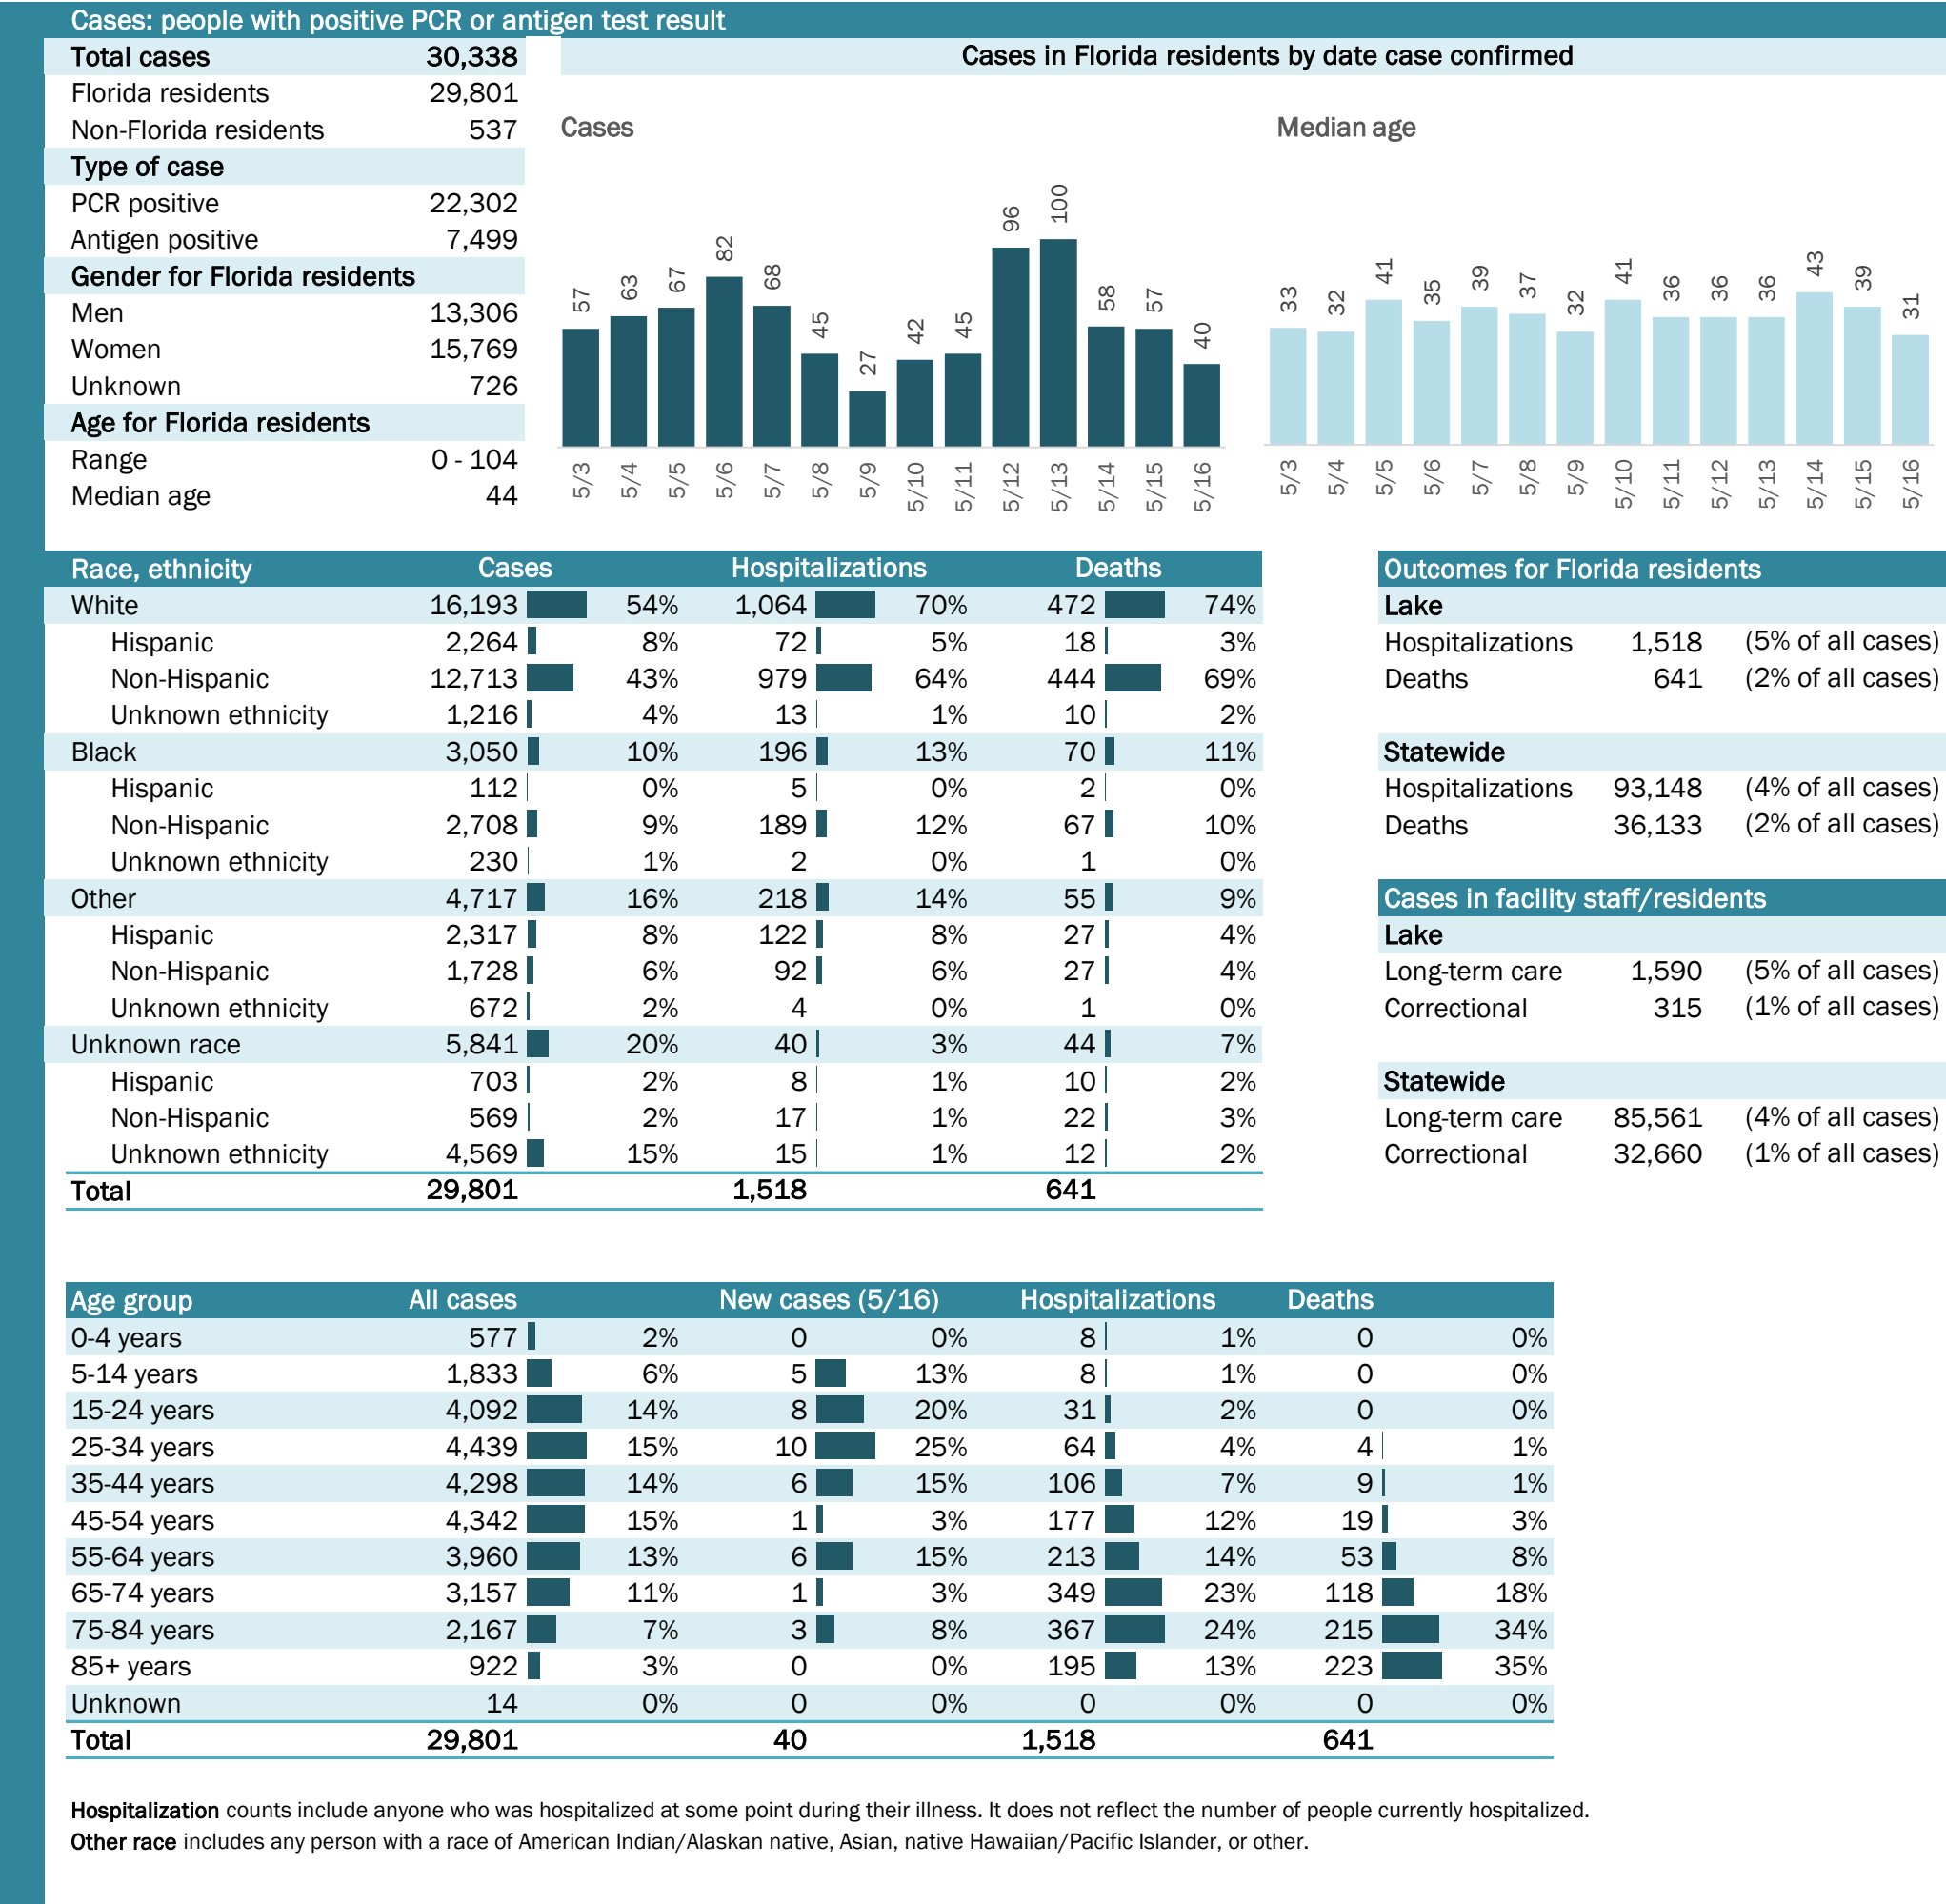 Cases: people with positive PCR or antigen test result
Total cases 30,338
Florida residents 29,801
Non-Florida residents 537
Type of case
PCR positive 22,302
Antigen positive 7,499
Gender for Florida residents
Men 13,306
Women 15,769
Unknown 726
Age for Florida residents
Range 0 - 104
Median age 44
Cases in Florida residents by date case confirmed
Cases
57 63 67 82 68 45 27 42 45 96 100 58 57 40
5/3 5/4 5/5 5/6 5/7 5/8 5/9 5/10 5/11 5/12 5/13 5/14 5/15 5/16
Median age
33 32 41 35 39 37 32 41 36 36 36 43 39 31
5/3 5/4 5/5 5/6 5/7 5/8 5/9 5/10 5/11 5/12 5/13 5/14 5/15 5/16
Race, ethnicity Cases Hospitalizations Deaths
White 16,193 54% 1,064 70% 472 74%
Hispanic 2,264 8% 72 5% 18 3%
Non-Hispanic 12,713 43% 979 64% 444 69%
Unknown ethnicity 1,216 4% 13 1% 10 2%
Black 3,050 10% 196 13% 70 11%
Hispanic 112 0% 5 0% 2 0%
Non-Hispanic 2,708 9% 189 12% 67 10%
Unknown ethnicity 230 1% 2 0% 1 0%
Other 4,717 16% 218 14% 55 9%
Hispanic 2,317 8% 122 8% 27 4%
Non-Hispanic 1,728 6% 92 6% 27 4%
Unknown ethnicity 672 2% 4 0% 1 0%
Unknown race 5,841 20% 40 3% 44 7%
Hispanic 703 2% 8 1% 10 2%
Non-Hispanic 569 2% 17 1% 22 3%
Unknown ethnicity 4,569 15% 15 1% 12 2%
Total 29,801 1,518 641
Outcomes for Florida residents
Lake
Hospitalizations 1,518 (5% of all cases)
Deaths 641 (2% of all cases)
Statewide
Hospitalizations 93,148 (4% of all cases)
Deaths 36,133 (2% of all cases)
Cases in facility staff/residents
Lake
Long-term care 1,590 (5% of all cases)
Correctional 315 (1% of all cases)
Statewide
Long-term care 85,561 (4% of all cases)
Correctional 32,660 (1% of all cases)
Age group All cases New cases (5/16) Hospitalizations Deaths
0-4 years 577 2% 0 0% 8 1% 0 0%
5-14 years 1,833 6% 5 13% 8 1% 0 0%
15-24 years 4,092 14% 8 20% 31 2% 0 0%
25-34 years 4,439 15% 10 25% 64 4% 4 1%
35-44 years 4,298 14% 6 15% 106 7% 9 1%
45-54 years 4,342 15% 1 3% 177 12% 19 3%
55-64 years 3,960 13% 6 15% 213 14% 53 8%
65-74 years 3,157 11% 1 3% 349 23% 118 18%
75-84 years 2,167 7% 3 8% 367 24% 215 34%
85+ years 922 3% 0 0% 195 13% 223 35%
Unknown 14 0% 0 0% 0 0% 0 0%
Total 29,801 40 1,518 641
Hospitalization counts include anyone who was hospitalized at some point during their illness. It does not reflect the number of people currently hospitalized.
Other race includes any person with a race of American Indian/Alaskan native, Asian, native Hawaiian/Pacific Islander, or other.